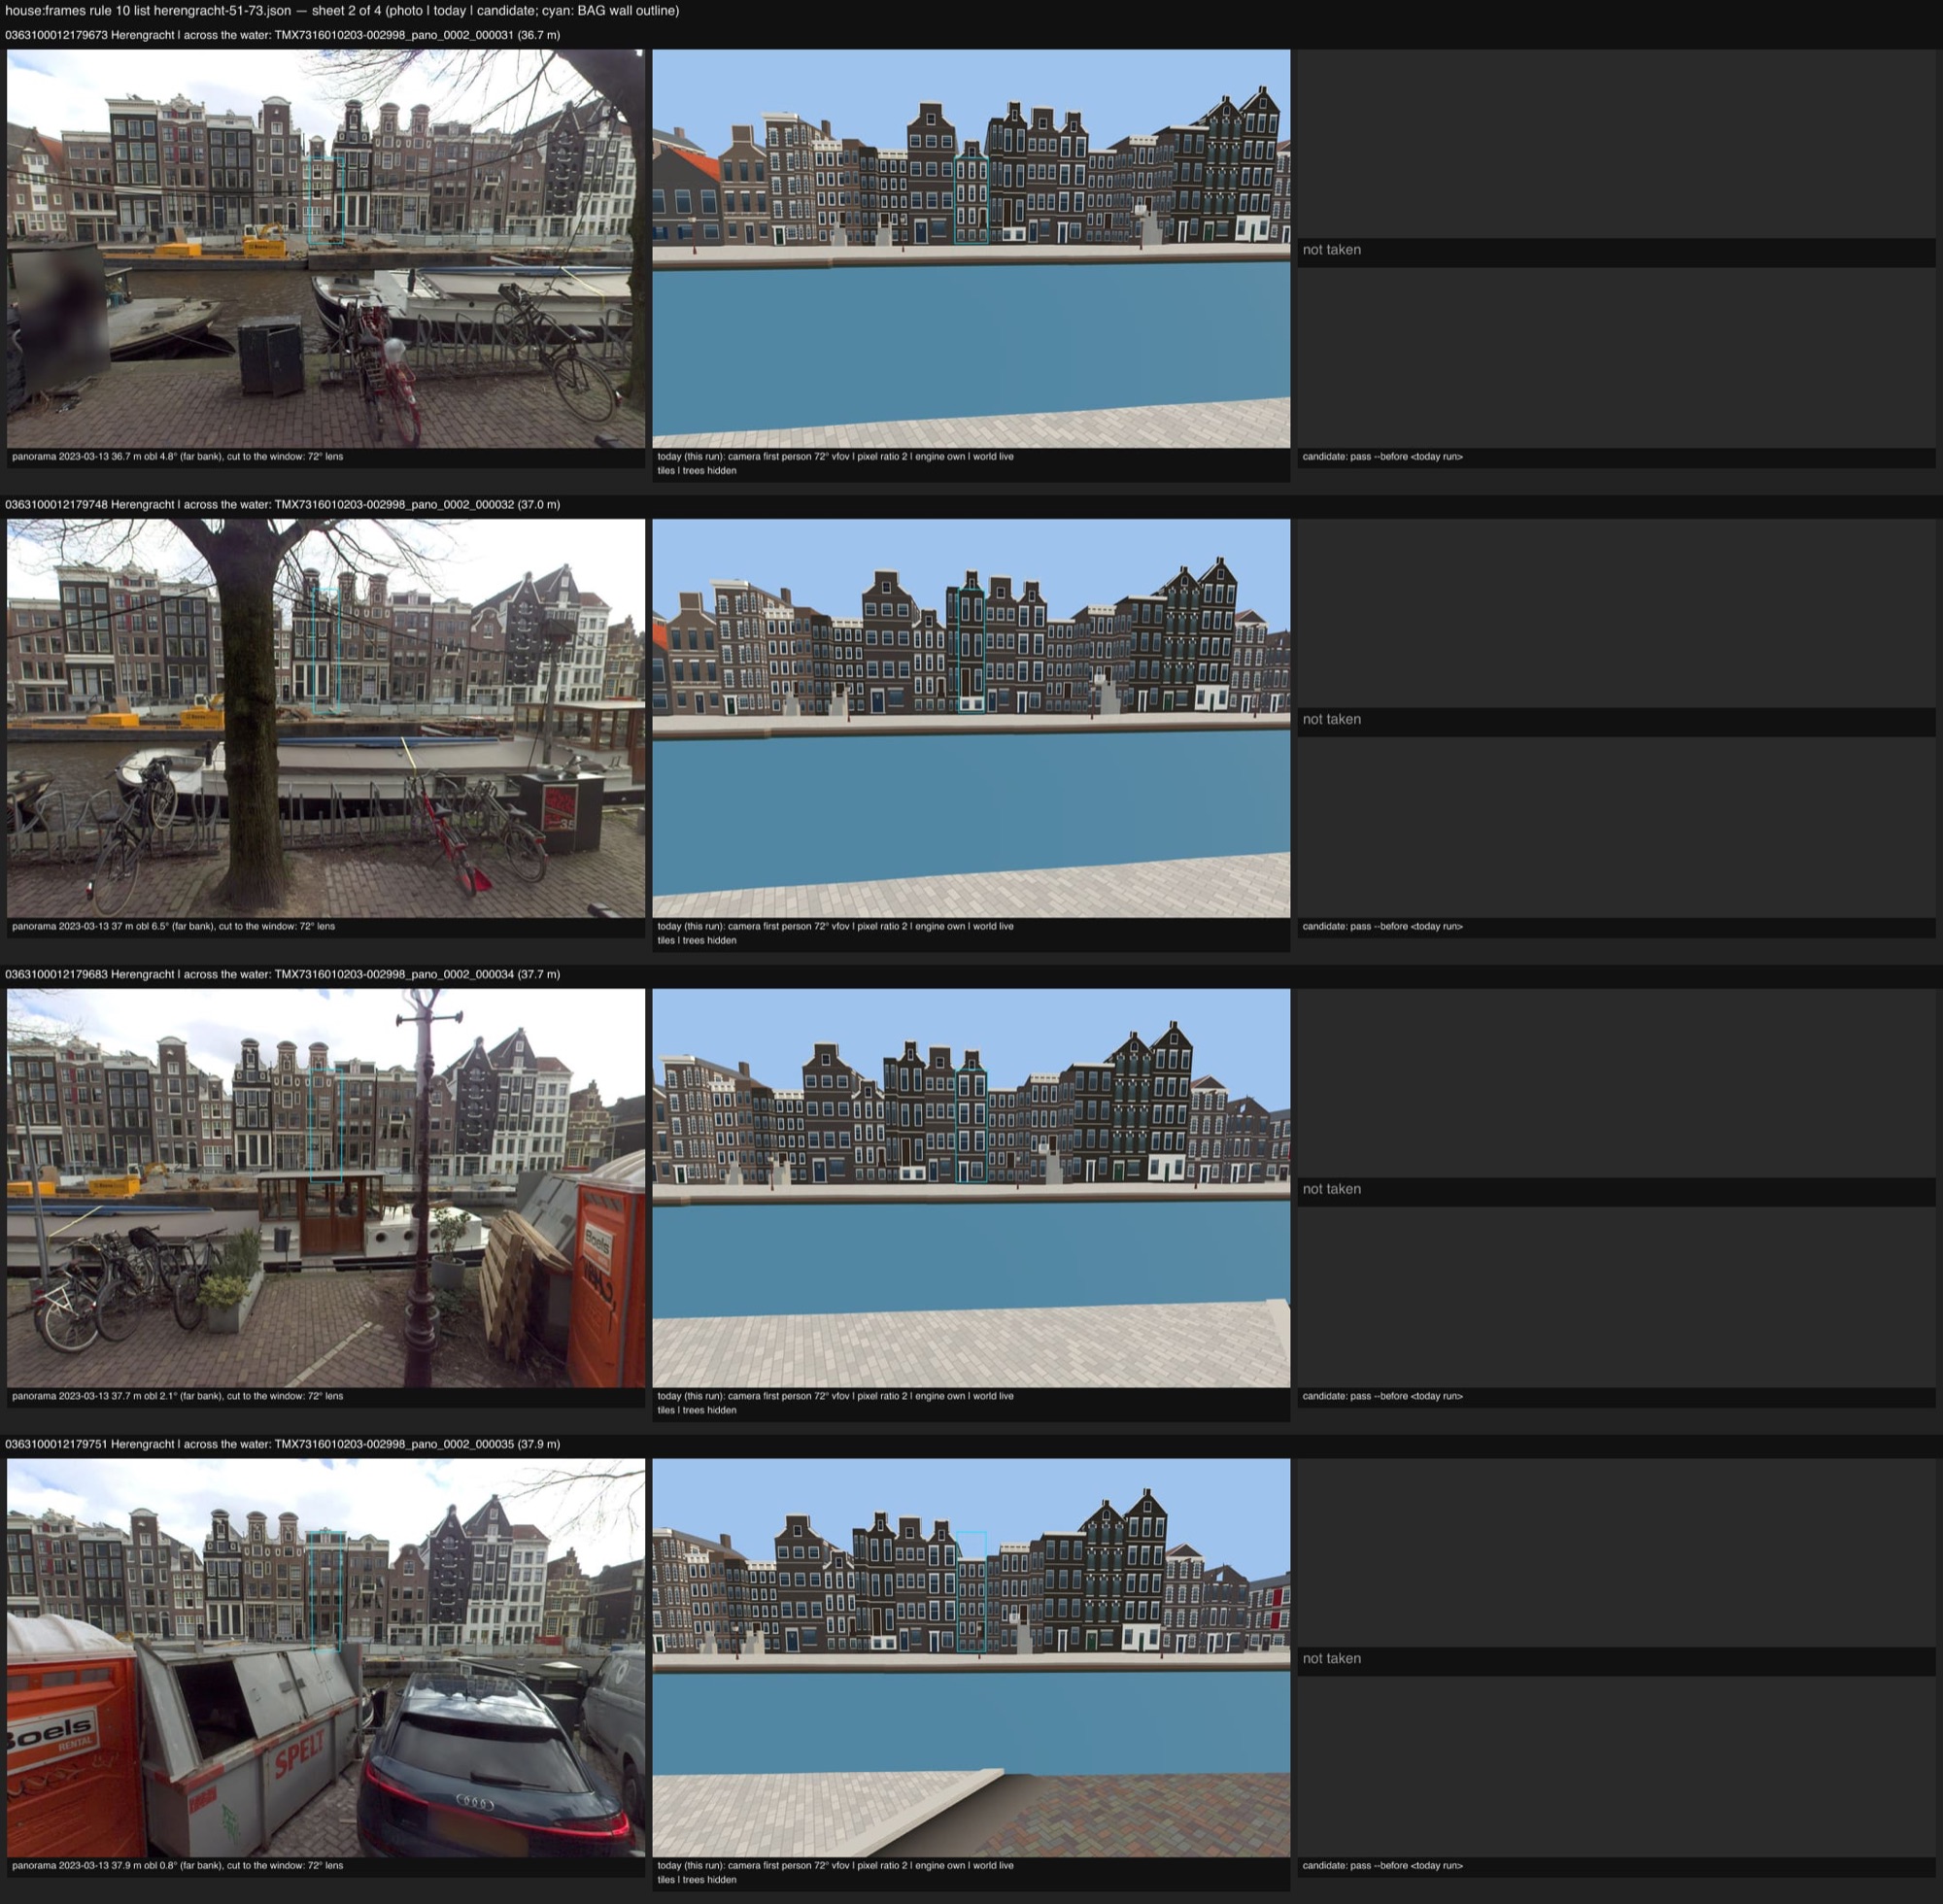 house:frames rule 10 list herengracht-51-73.json — sheet 2 of 4 (photo | today | candidate; cyan: BAG wall outline)
0363100012179673 Herengracht | across the water: TMX7316010203-002998_pano_0002_000031 (36.7 m)
not taken
panorama 2023-03-13 36.7 m obl 4.8° (far bank), cut to the window: 72° lens
today (this run): camera first person 72° vfov | pixel ratio 2 | engine own | world live
tiles | trees hidden
candidate: pass --before <today run>
0363100012179748 Herengracht | across the water: TMX7316010203-002998_pano_0002_000032 (37.0 m)
35
not taken
panorama 2023-03-13 37 m obl 6.5° (far bank), cut to the window: 72° lens
today (this run): camera first person 72° vfov | pixel ratio 2 | engine own | world live
tiles | trees hidden
candidate: pass --before <today run>
0363100012179683 Herengracht | across the water: TMX7316010203-002998_pano_0002_000034 (37.7 m)
Boels
not taken
panorama 2023-03-13 37.7 m obl 2.1° (far bank), cut to the window: 72° lens
today (this run): camera first person 72° vfov | pixel ratio 2 | engine own | world live
tiles | trees hidden
candidate: pass --before <today run>
0363100012179751 Herengracht | across the water: TMX7316010203-002998_pano_0002_000035 (37.9 m)
Boels
RENTAL
SPELT
not taken
panorama 2023-03-13 37.9 m obl 0.8° (far bank), cut to the window: 72° lens
today (this run): camera first person 72° vfov | pixel ratio 2 | engine own | world live
tiles | trees hidden
candidate: pass --before <today run>